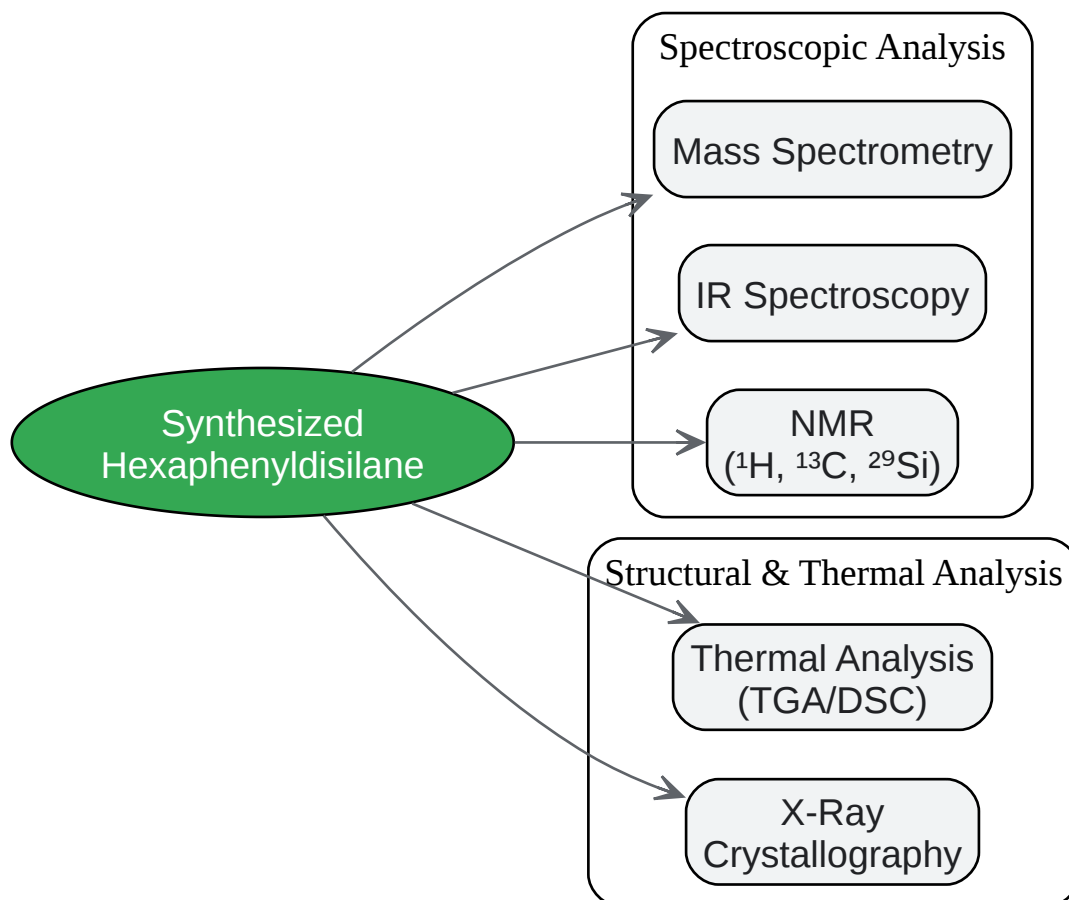 Spectroscopic Analysis
Mass Spectrometry
IR Spectroscopy
NMR
(¹H, ¹³C, ²⁹Si)
Synthesized
Hexaphenyldisilane
Structural & Thermal Analysis
Thermal Analysis
(TGA/DSC)
X-Ray
Crystallography